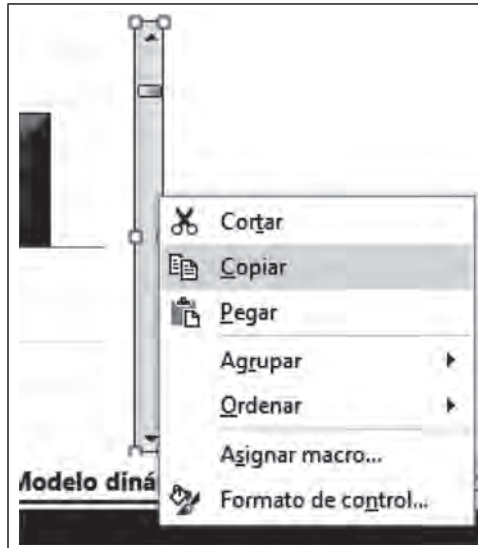 Cortar
Copiar
Pegar
Agrupar
Ordenar
Asignar macro...
Modelo diná
Formato de control...